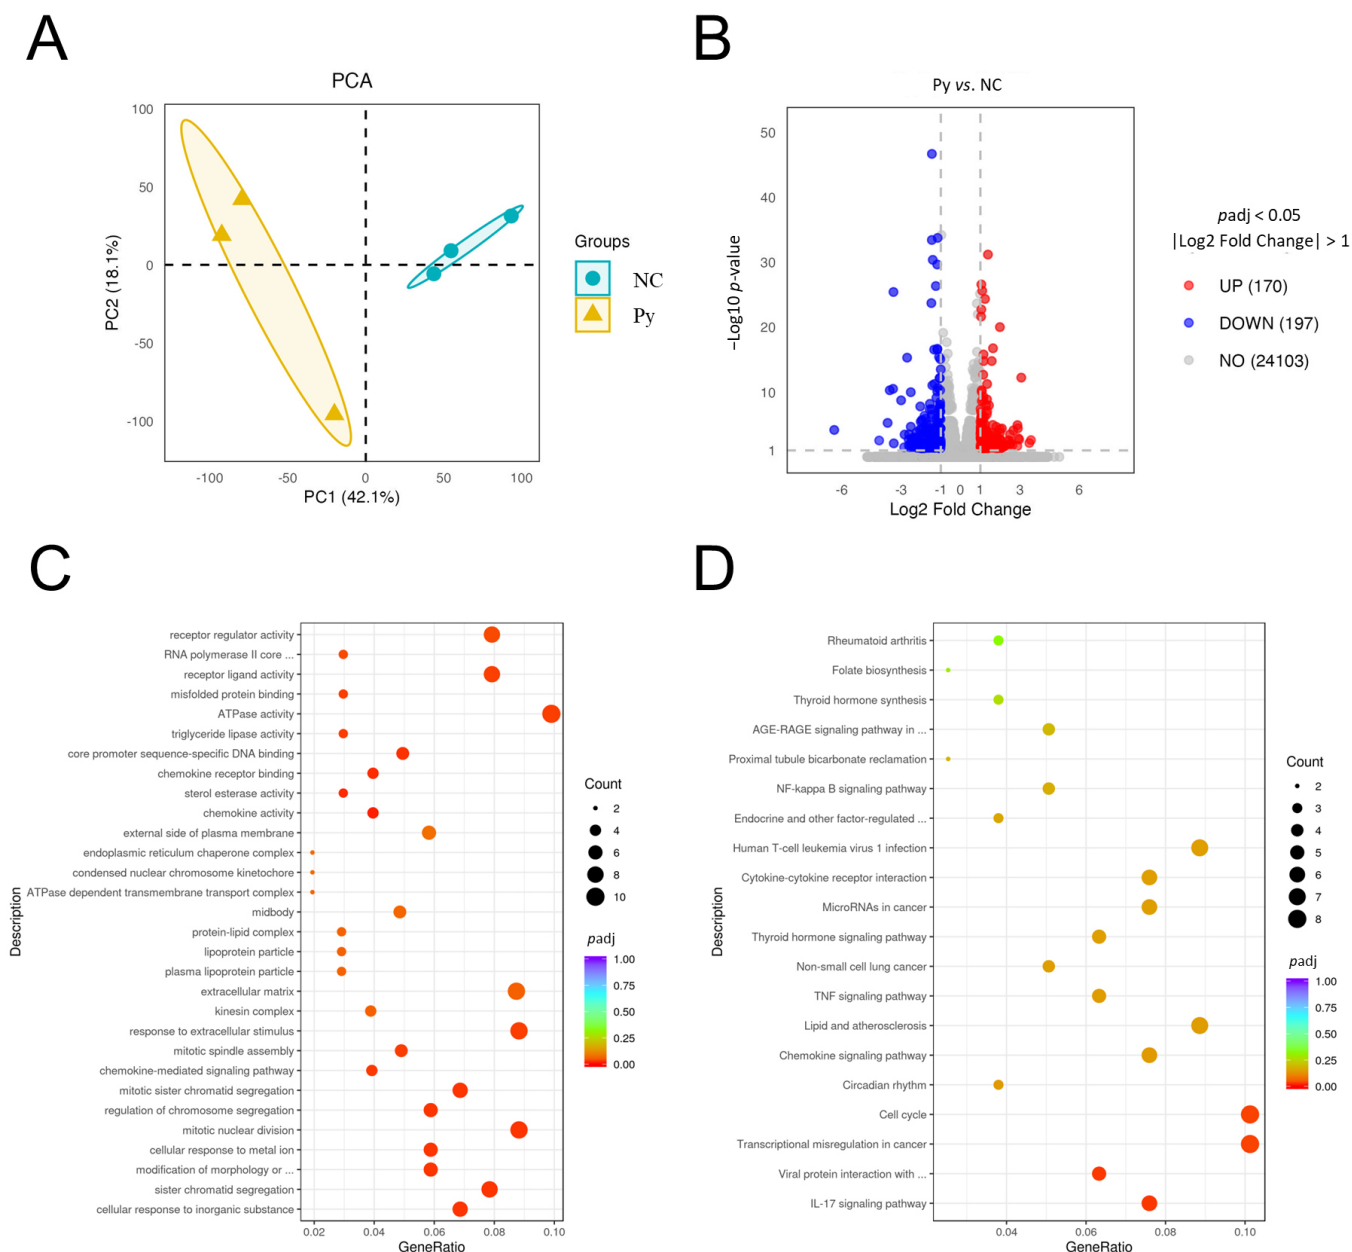 A
PCA
100
50
0
-50
-100
PC2 (18.1%)
-100
-50
0
50
100
PC1 (42.1%)
Groups
NC
Py
B
Py vs. NC
50
40
30
20
10
1
−Log10 p-value
-6
-3
-1
0
1
3
6
Log2 Fold Change
padj < 0.05
|Log2 Fold Change| > 1
UP (170)
DOWN (197)
NO (24103)
C
Description
receptor regulator activity
RNA polymerase II core ...
receptor ligand activity
misfolded protein binding
ATPase activity
triglyceride lipase activity
core promoter sequence-specific DNA binding
chemokine receptor binding
sterol esterase activity
chemokine activity
external side of plasma membrane
endoplasmic reticulum chaperone complex
condensed nuclear chromosome kinetochore
ATPase dependent transmembrane transport complex
midbody
protein-lipid complex
lipoprotein particle
plasma lipoprotein particle
extracellular matrix
kinesin complex
response to extracellular stimulus
mitotic spindle assembly
chemokine-mediated signaling pathway
mitotic sister chromatid segregation
regulation of chromosome segregation
mitotic nuclear division
cellular response to metal ion
modification of morphology or ...
sister chromatid segregation
cellular response to inorganic substance
0.02
0.04
0.06
0.08
0.10
GeneRatio
Count
2
4
6
8
10
padj
1.00
0.75
0.50
0.25
0.00
D
Description
Rheumatoid arthritis
Folate biosynthesis
Thyroid hormone synthesis
AGE-RAGE signaling pathway in ...
Proximal tubule bicarbonate reclamation
NF-kappa B signaling pathway
Endocrine and other factor-regulated ...
Human T-cell leukemia virus 1 infection
Cytokine-cytokine receptor interaction
MicroRNAs in cancer
Thyroid hormone signaling pathway
Non-small cell lung cancer
TNF signaling pathway
Lipid and atherosclerosis
Chemokine signaling pathway
Circadian rhythm
Cell cycle
Transcriptional misregulation in cancer
Viral protein interaction with ...
IL-17 signaling pathway
0.04
0.06
0.08
0.10
GeneRatio
Count
2
3
4
5
6
7
8
padj
1.00
0.75
0.50
0.25
0.00